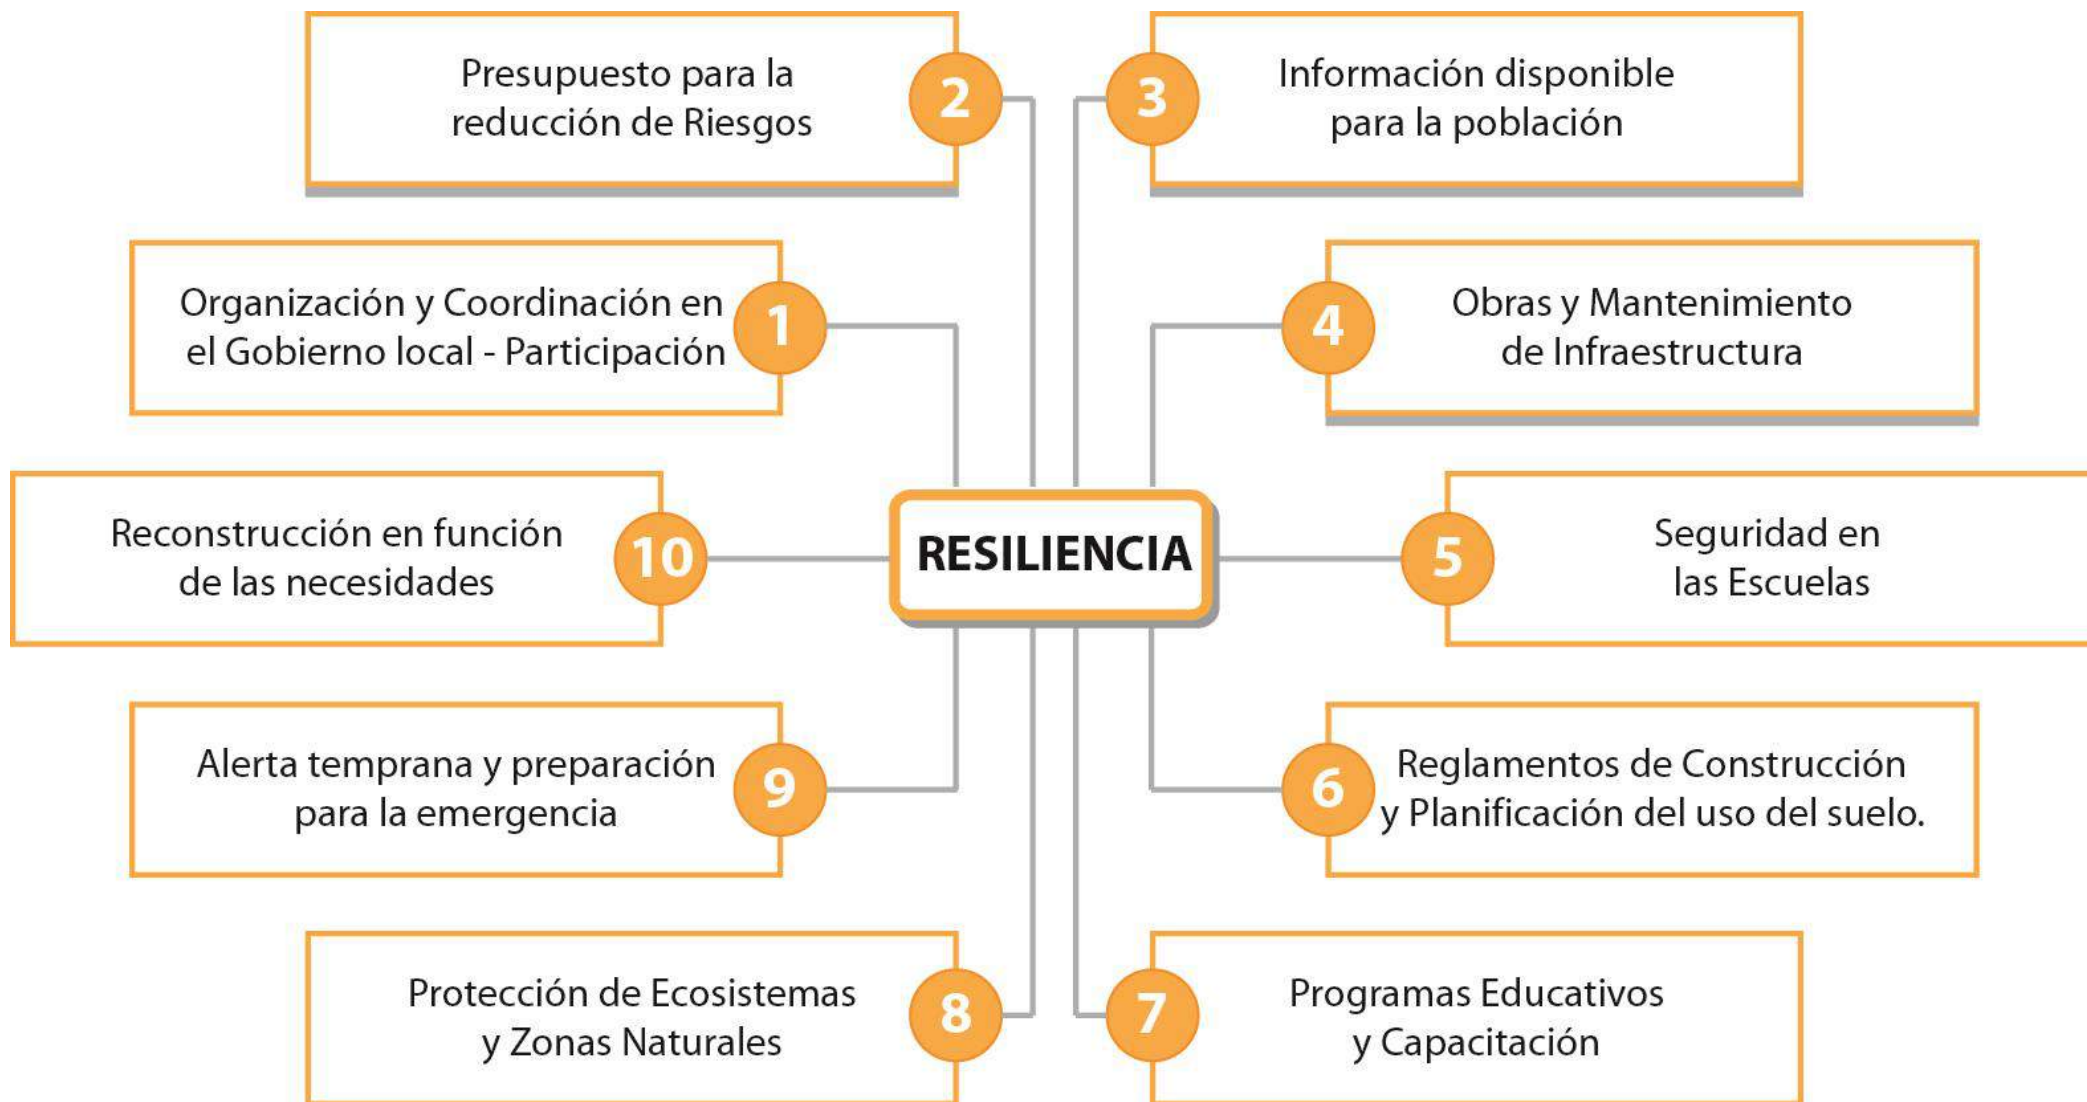 Presupuesto para la
reducción de Riesgos
2
3
Información disponible
para la población
Organización y Coordinación en
el Gobierno local - Participación
1
4
Obras y Mantenimiento
de Infraestructura
Reconstrucción en función
de las necesidades
10
RESILIENCIA
5
Seguridad en
las Escuelas
Alerta temprana y preparación
para la emergencia
9
6
Reglamentos de Construcción
y Planificación del uso del suelo.
Protección de Ecosistemas
y Zonas Naturales
8
7
Programas Educativos
y Capacitación